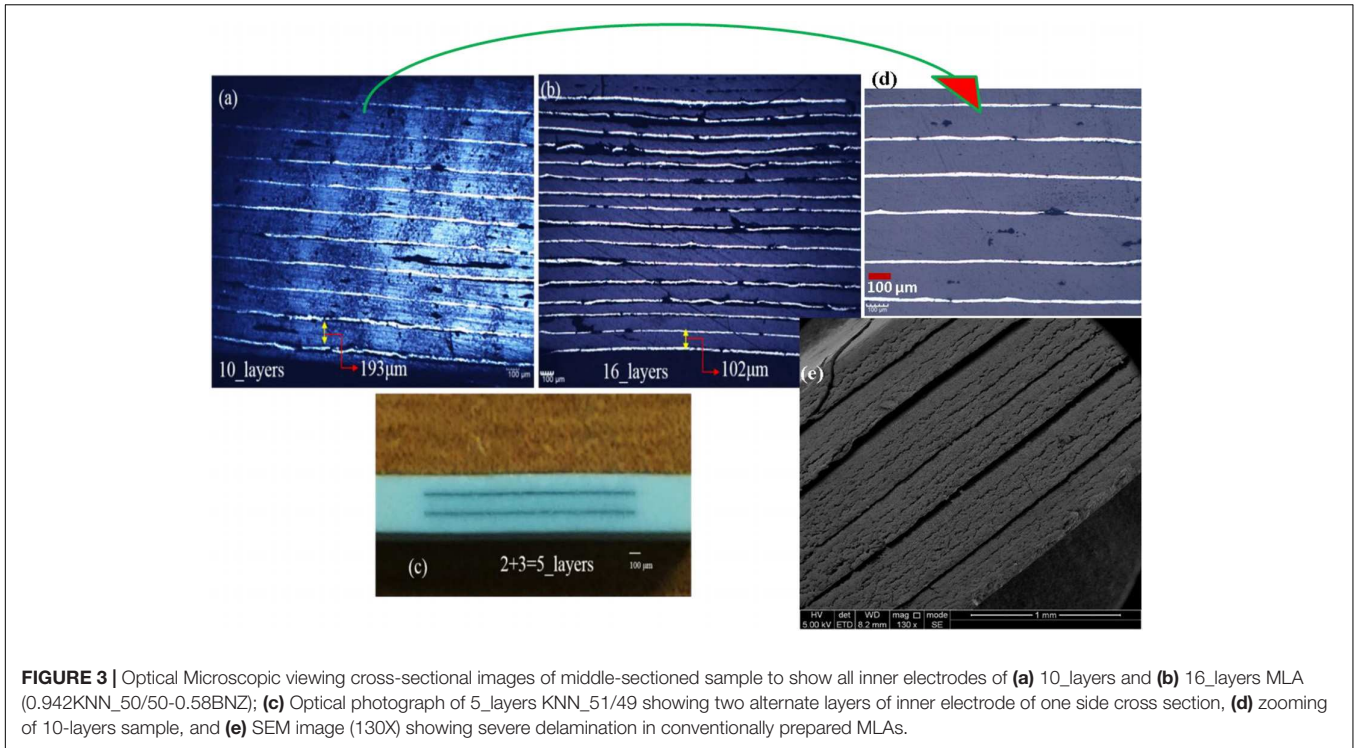 (a)
10_layers
193μm
100 μm
(b)
16_layers
102μm
100 μm
(d)
100 μm
100 μm
(c)
2+3=5_layers
100 μm
(e)
HV det WD mag □ mode
5.00 kV ETD 8.2 mm 130 x SE
1 mm
FIGURE 3 | Optical Microscopic viewing cross-sectional images of middle-sectioned sample to show all inner electrodes of (a) 10_layers and (b) 16_layers MLA
(0.942KNN_50/50-0.58BNZ); (c) Optical photograph of 5_layers KNN_51/49 showing two alternate layers of inner electrode of one side cross section, (d) zooming
of 10-layers sample, and (e) SEM image (130X) showing severe delamination in conventionally prepared MLAs.